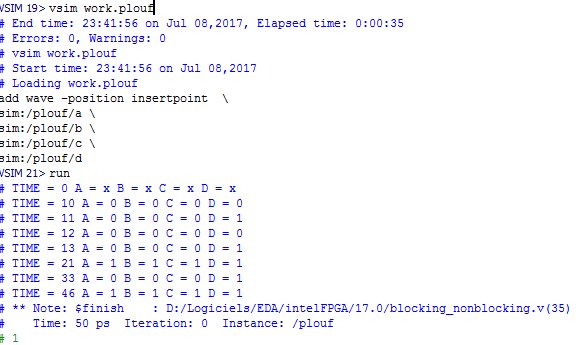 VSIM 19> vsim work.plouf
# End time: 23:41:56 on Jul 08,2017, Elapsed time: 0:00:35
# Errors: 0, Warnings: 0
# vsim work.plouf
# Start time: 23:41:56 on Jul 08,2017
# Loading work.plouf
add wave -position insertpoint  \
sim:/plouf/a \
sim:/plouf/b \
sim:/plouf/c \
sim:/plouf/d
VSIM 21> run
# TIME = 0 A = x B = x C = x D = x
# TIME = 10 A = 0 B = 0 C = 0 D = 0
# TIME = 11 A = 0 B = 0 C = 0 D = 1
# TIME = 12 A = 0 B = 0 C = 0 D = 0
# TIME = 13 A = 0 B = 0 C = 0 D = 1
# TIME = 21 A = 1 B = 1 C = 1 D = 1
# TIME = 33 A = 0 B = 0 C = 0 D = 1
# TIME = 46 A = 1 B = 1 C = 1 D = 1
# ** Note: $finish    : D:/Logiciels/EDA/intelFPGA/17.0/blocking_nonblocking.v(35)
#    Time: 50 ps  Iteration: 0  Instance: /plouf
# 1